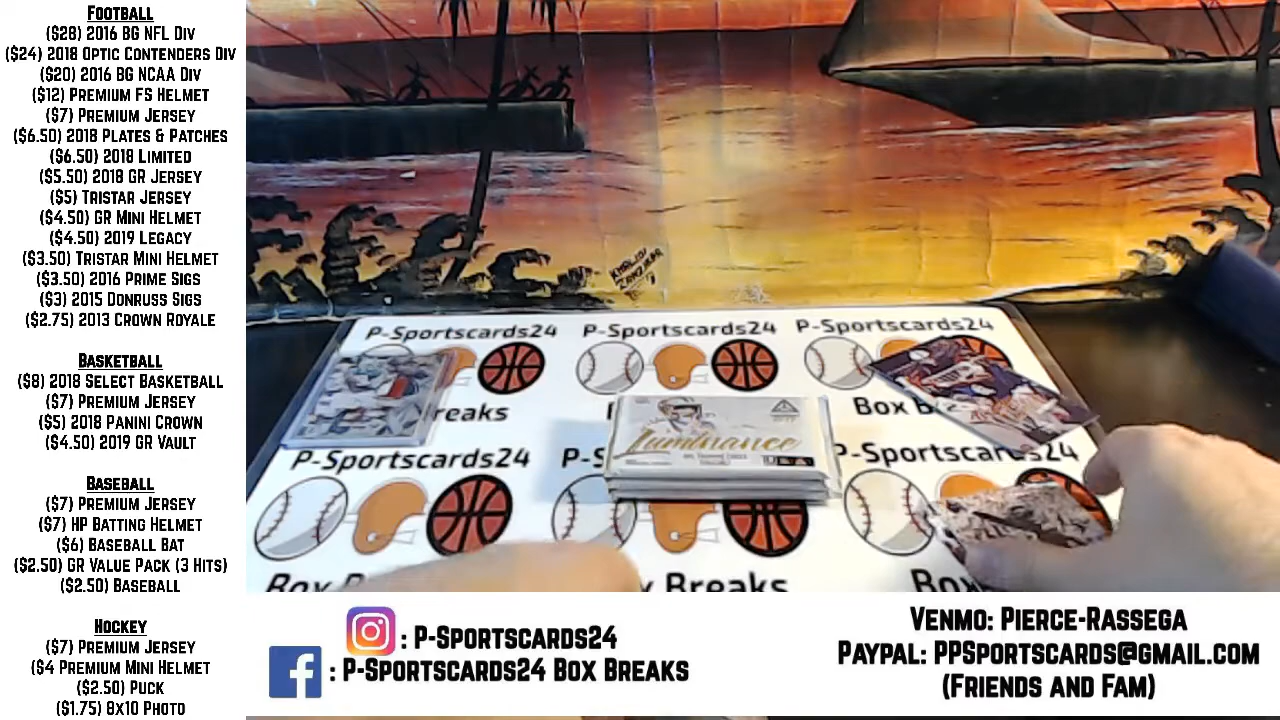 Football
($28) 2016 BG NFL Div
($24) 2018 Optic Contenders Div
($20) 2016 BG NCAA Div
($12) Premium FS Helmet
($7) Premium Jersey
($6.50) 2018 Plates & Patches
($6.50) 2018 Limited
($5.50) 2018 GR Jersey
($5) Tristar Jersey
($4.50) GR Mini Helmet
($4.50) 2019 Legacy
($3.50) Tristar Mini Helmet
($3.50) 2016 Prime Sigs
($3) 2015 Donruss Sigs
($2.75) 2013 Crown Royale
Basketball
($8) 2018 Select Basketball
($7) Premium Jersey
($5) 2018 Panini Crown
($4.50) 2019 GR Vault
Baseball
($7) Premium Jersey
($7) HP Batting Helmet
($6) Baseball Bat
($2.50) GR Value Pack (3 Hits)
($2.50) Baseball
Hockey
($7) Premium Jersey
($4 Premium Mini Helmet
($2.50) Puck
($1.75) 8x10 Photo
P-Sportscards24 P-Sportscards24 P-Sportscards24
reaks
Box B
Luminance
P-Sportscards24 P-S P-Sportscards24
Box
Breaks
Box
: P-Sportscards24
: P-Sportscards24 Box Breaks
Venmo: Pierce-Rassega
Paypal: PPSportscards@gmail.com
(Friends and Fam)